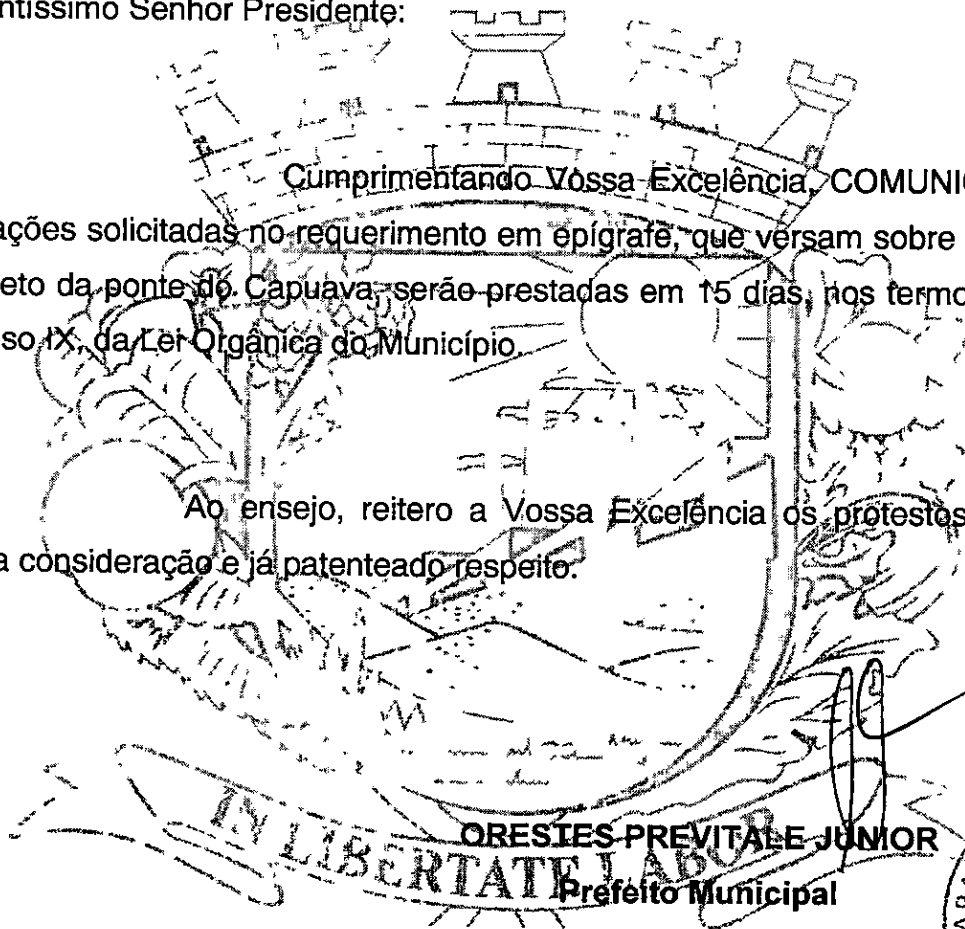 ntíssimo Senhor Presidente:
Cumprimentando Vossa Excelência, COMUNI
ações solicitadas no requerimento em epígrafe, que versam sobre
eto da ponte do Capuava, serão prestadas em 15 dias, nos termo
so IX, da Lei Orgânica do Município.
Ao ensejo, reitero a Vossa Excelência os protestos
a consideração e já patenteado respeito.
ORESTES PREVITALE JUNIOR
Prefeito Municipal
IN LIBERTATE LABOR